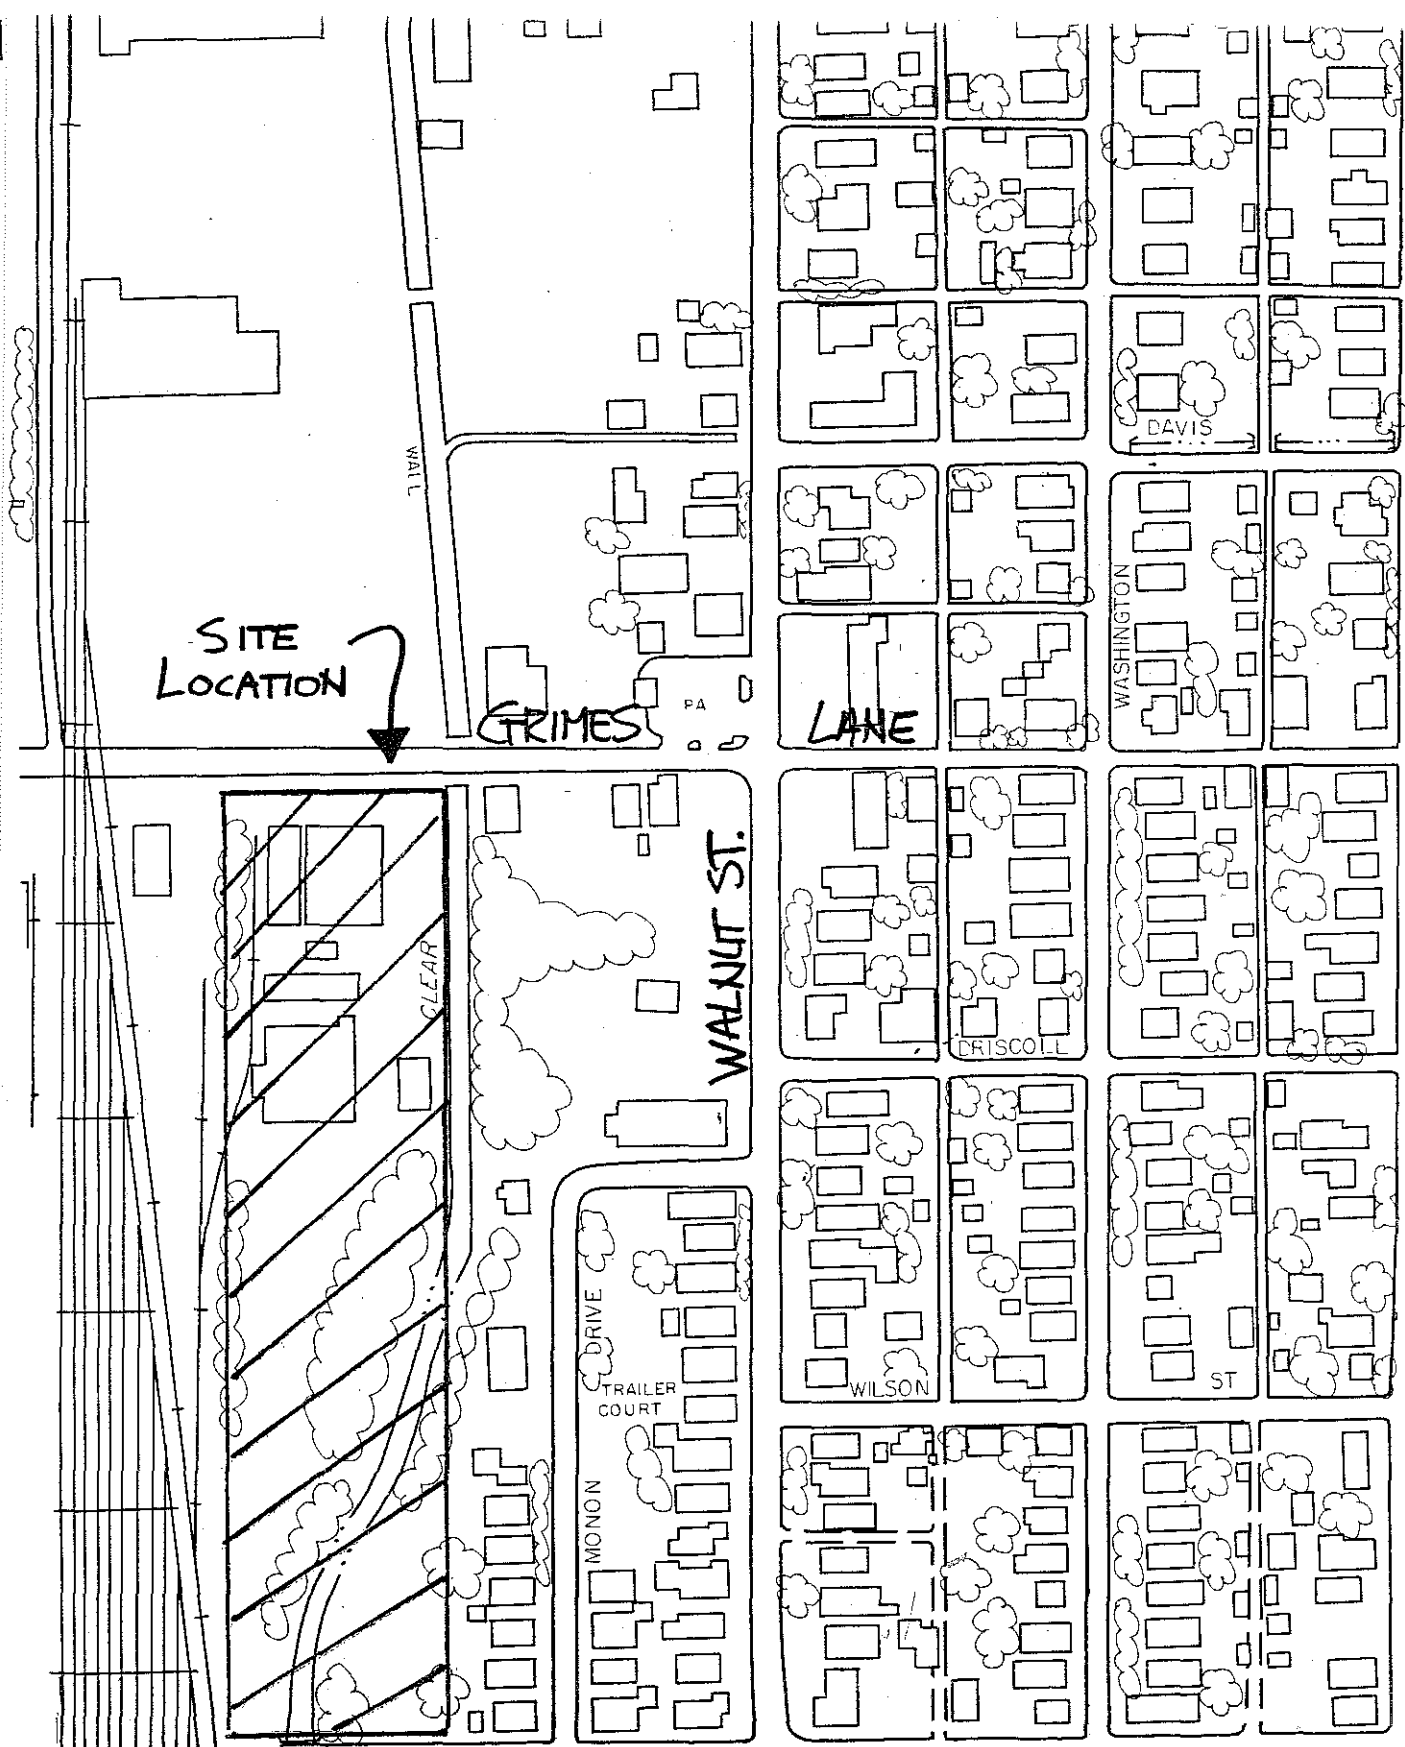 DAVIS
WALL
WASHINGTON
SITE
LOCATION
PA
GRIMES
LANE
WALNUT ST.
CLEAR
DRISCOLL
DRIVE
TRAILER
COURT
WILSON
ST
MONON